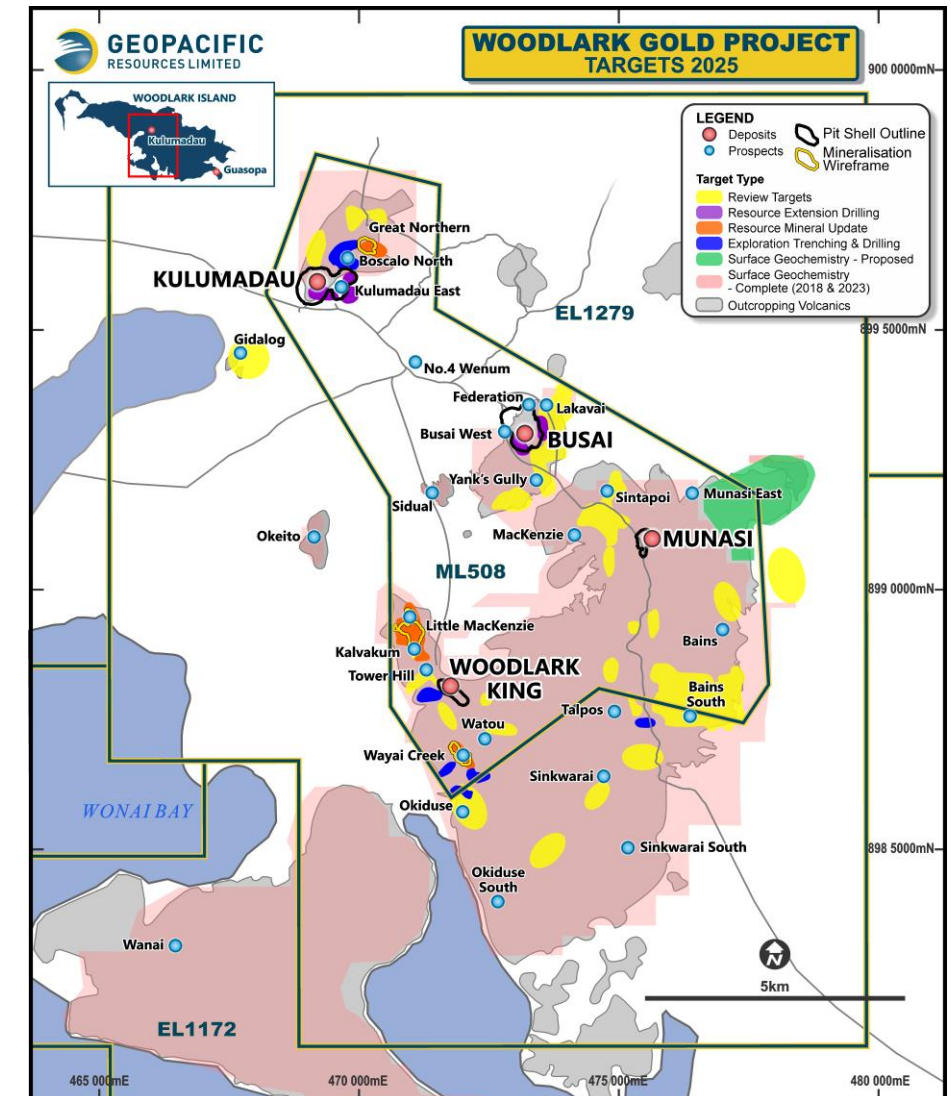 GEOPACIFIC
RESOURCES LIMITED
WOODLARK GOLD PROJECT
TARGETS 2025
900 0000mN
WOODLARK ISLAND
Kulumadau
Guasopa
LEGEND
Deposits
Prospects
Pit Shell Outline
Mineralisation
Wireframe
Target Type
Review Targets
Resource Extension Drilling
Resource Mineral Update
Exploration Trenching & Drilling
Surface Geochemistry - Proposed
Surface Geochemistry
- Complete (2018 & 2023)
Outcropping Volcanics
Great Northern
Boscalo North
KULUMADAU
Kulumadau East
EL1279
899 5000mN
Gidalog
No.4 Wenum
Federation
Lakavai
Busai West
BUSAI
Yank's Gully
Sintapoi
Munasi East
Sidual
Okeito
MacKenzie
MUNASI
ML508
899 0000mN
Little MacKenzie
Bains
Kalvakum
Tower Hill
WOODLARK
KING
Bains
South
Talpos
Watou
Wayai Creek
Sinkwarai
Okiduse
WONAI BAY
Sinkwarai South
898 5000mN
Okiduse
South
Wanai
N
5km
EL1172
465 000mE
470 000mE
475 000mE
480 000mE